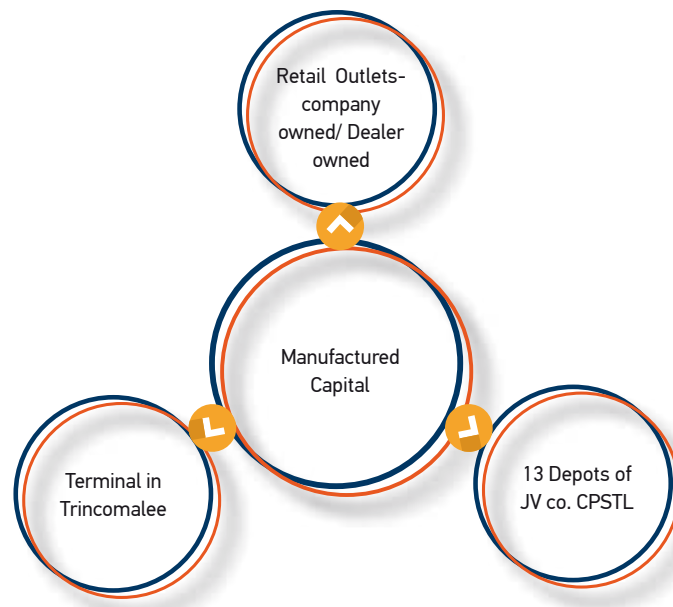 Retail Outlets-
company
owned/ Dealer
owned
Manufactured
Capital
Terminal in
Trincomalee
13 Depots of
JV co. CPSTL